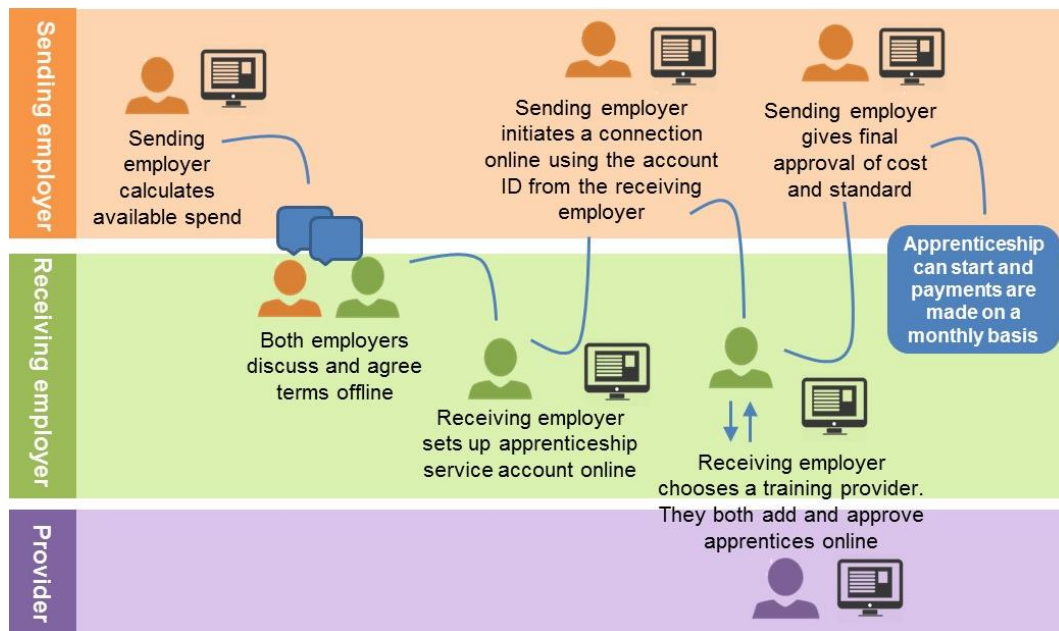 Sending employer
Sending
employer
calculates
available spend
Sending employer
initiates a connection
online using the account
ID from the receiving
employer
Sending employer
gives final
approval of cost
and standard
Apprenticeship
can start and
payments are
made on a
monthly basis
Receiving employer
Both employers
discuss and agree
terms offline
Receiving employer
sets up apprenticeship
service account online
Receiving employer
chooses a training provider.
They both add and approve
apprentices online
Provider